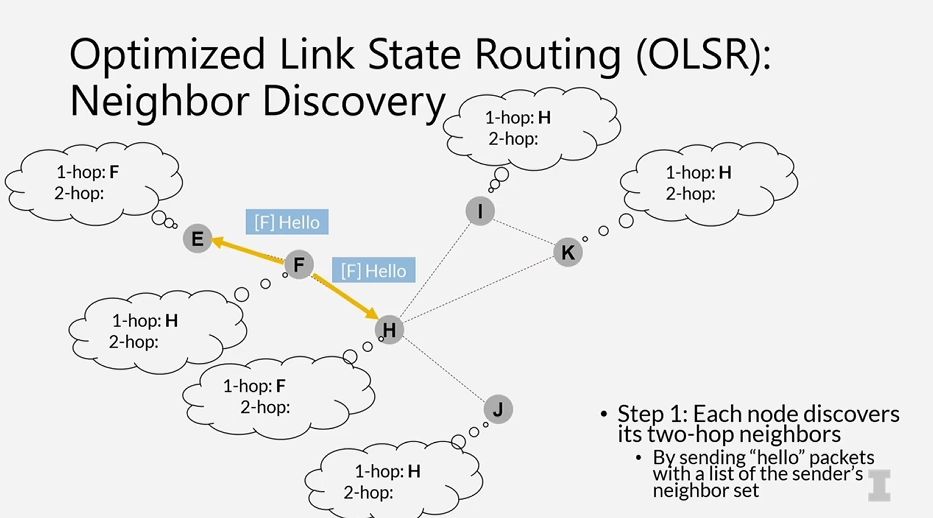 Optimized Link State Routing (OLSR):
Neighbor Discovery
1-hop: H
2-hop:
1-hop: F
2-hop:
1-hop: H
2-hop:
I
[F] Hello
E
K
F
[F] Hello
1-hop: H
2-hop:
H
1-hop: F
2-hop:
J
1-hop: H
2-hop:
• Step 1: Each node discovers
its two-hop neighbors
• By sending “hello” packets
with a list of the sender’s
neighbor set
I